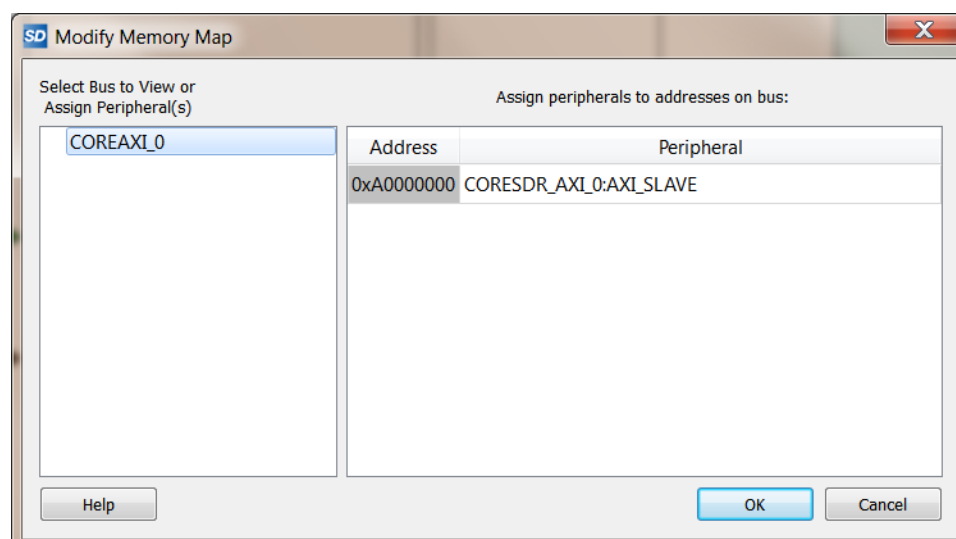 SD Modify Memory Map
X
Select Bus to View or
Assign Peripheral(s)
Assign peripherals to addresses on bus:
COREAXI_0
Address Peripheral
0xA0000000 CORESDR_AXI_0:AXI_SLAVE
Help OK Cancel